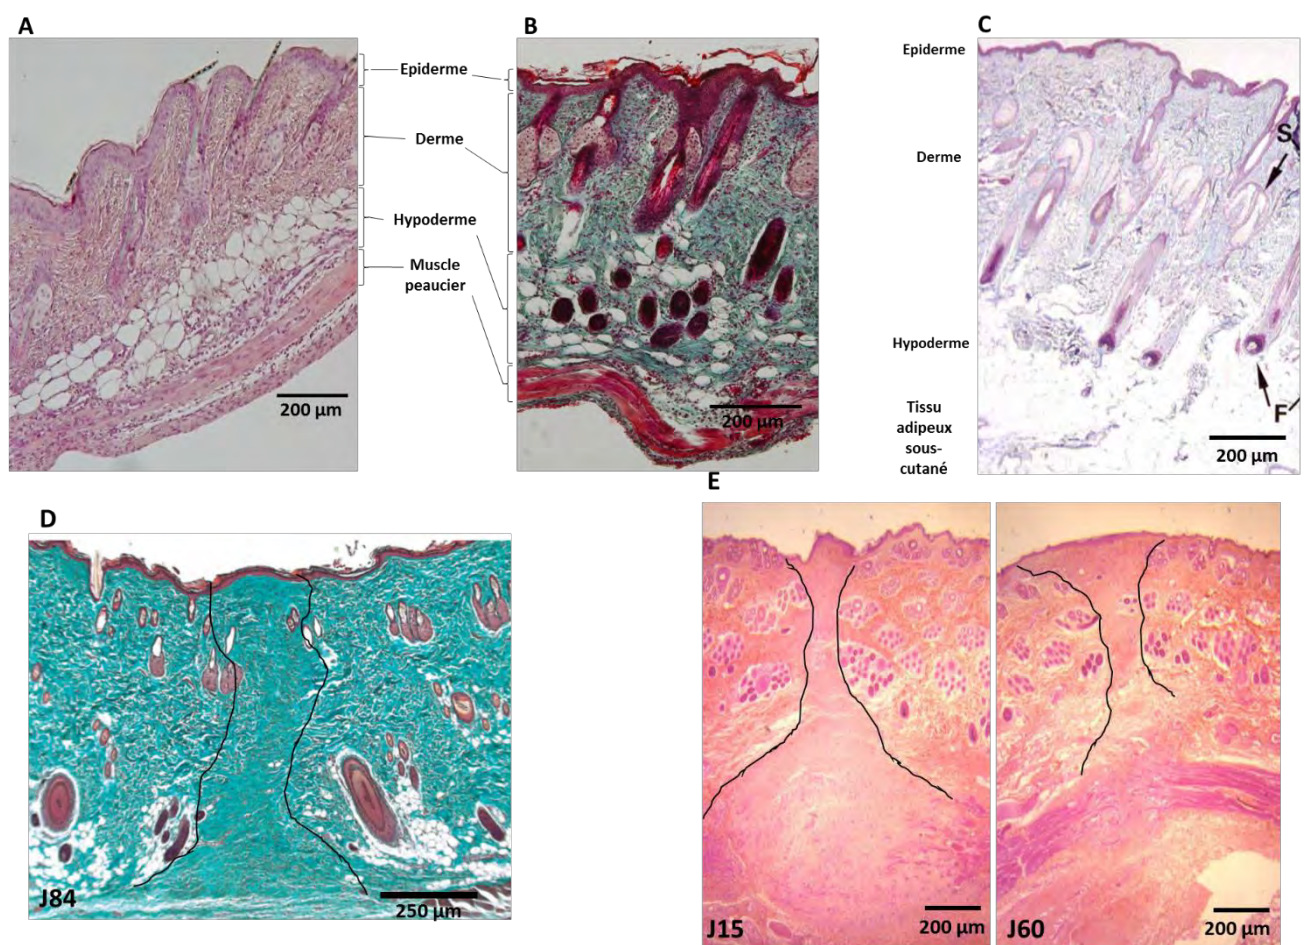 A
B
C
Epiderme
Derme
Hypoderme
Muscle
peaucier
200 µm
200 µm
Epiderme
Derme
Hypoderme
Tissu
adipeux
sous-
cutané
S
F
200 µm
D
J84
250 µm
E
J15
200 µm
J60
200 µm